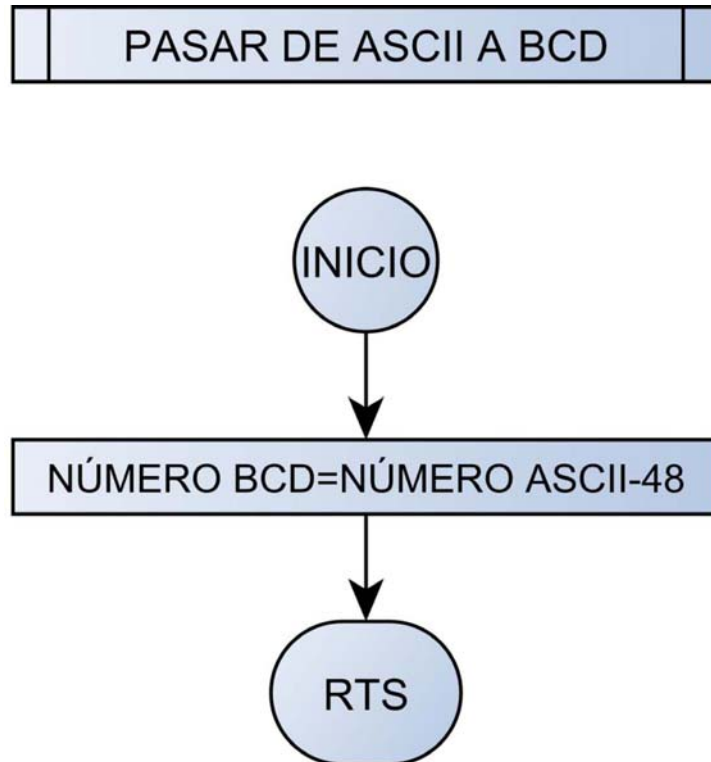 PASAR DE ASCII A BCD
INICIO
NÚMERO BCD=NÚMERO ASCII-48
RTS